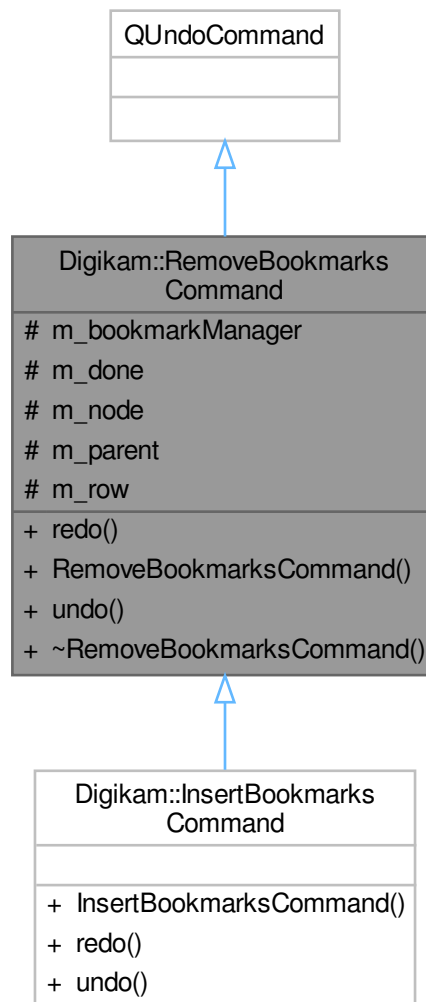 QUndoCommand
Digikam::RemoveBookmarks
Command
# m_bookmarkManager
# m_done
# m_node
# m_parent
# m_row
+ redo()
+ RemoveBookmarksCommand()
+ undo()
+ ~RemoveBookmarksCommand()
Digikam::InsertBookmarks
Command
+ InsertBookmarksCommand()
+ redo()
+ undo()